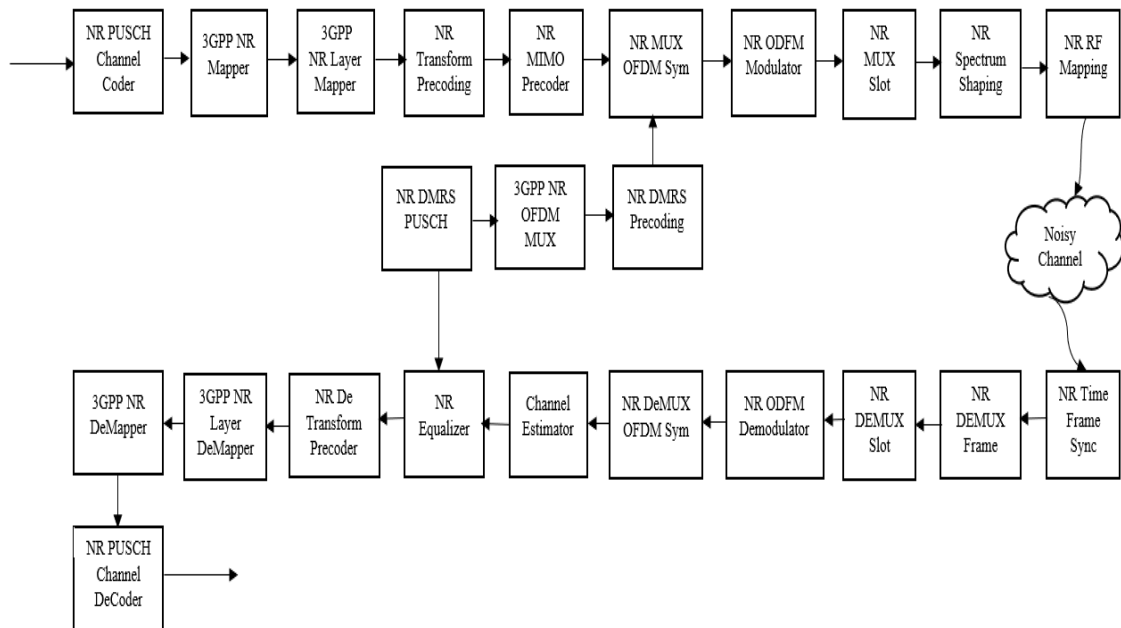 NR PUSCH
Channel
Coder
3GPP NR
Mapper
3GPP
NR Layer
Mapper
NR
Transform
Precoding
NR
MIMO
Precoder
NR MUX
OFDM Sym
NR ODFM
Modulator
NR
MUX
Slot
NR
Spectrum
Shaping
NR RF
Mapping
NR DMRS
PUSCH
3GPP NR
OFDM
MUX
NR DMRS
Precoding
Noisy
Channel
3GPP NR
DeMapper
3GPP NR
Layer
DeMapper
NR De
Transform
Precoder
NR
Equalizer
Channel
Estimator
NR DeMUX
OFDM Sym
NR ODFM
Demodulator
NR
DEMUX
Slot
NR
DEMUX
Frame
NR Time
Frame
Sync
NR PUSCH
Channel
DeCoder